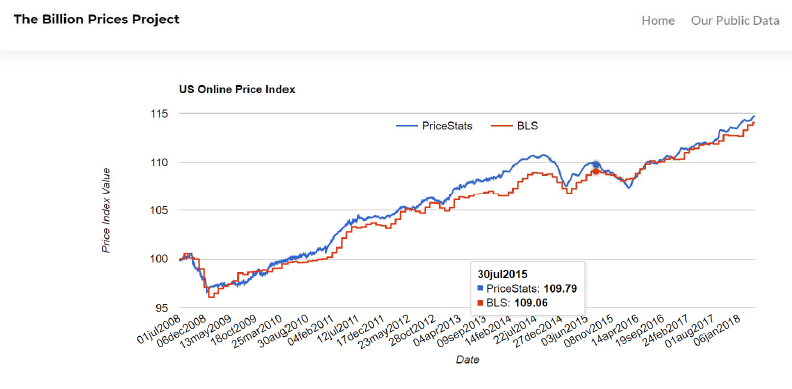 The Billion Prices Project
Home Our Public Data
US Online Price Index
PriceStats BLS
115
110
105
100
95
Price Index Value
30jul2015
PriceStats: 109.79
BLS: 109.06
01jul2008
06dec2008
13may2009
18oct2009
25mar2010
30aug2010
04feb2011
12jul2011
17dec2011
23may2012
28oct2012
04apr2013
09sep2013
14feb2014
22jul2014
27dec2014
03jun2015
08nov2015
14apr2016
19sep2016
24feb2017
01aug2017
06jan2018
Date